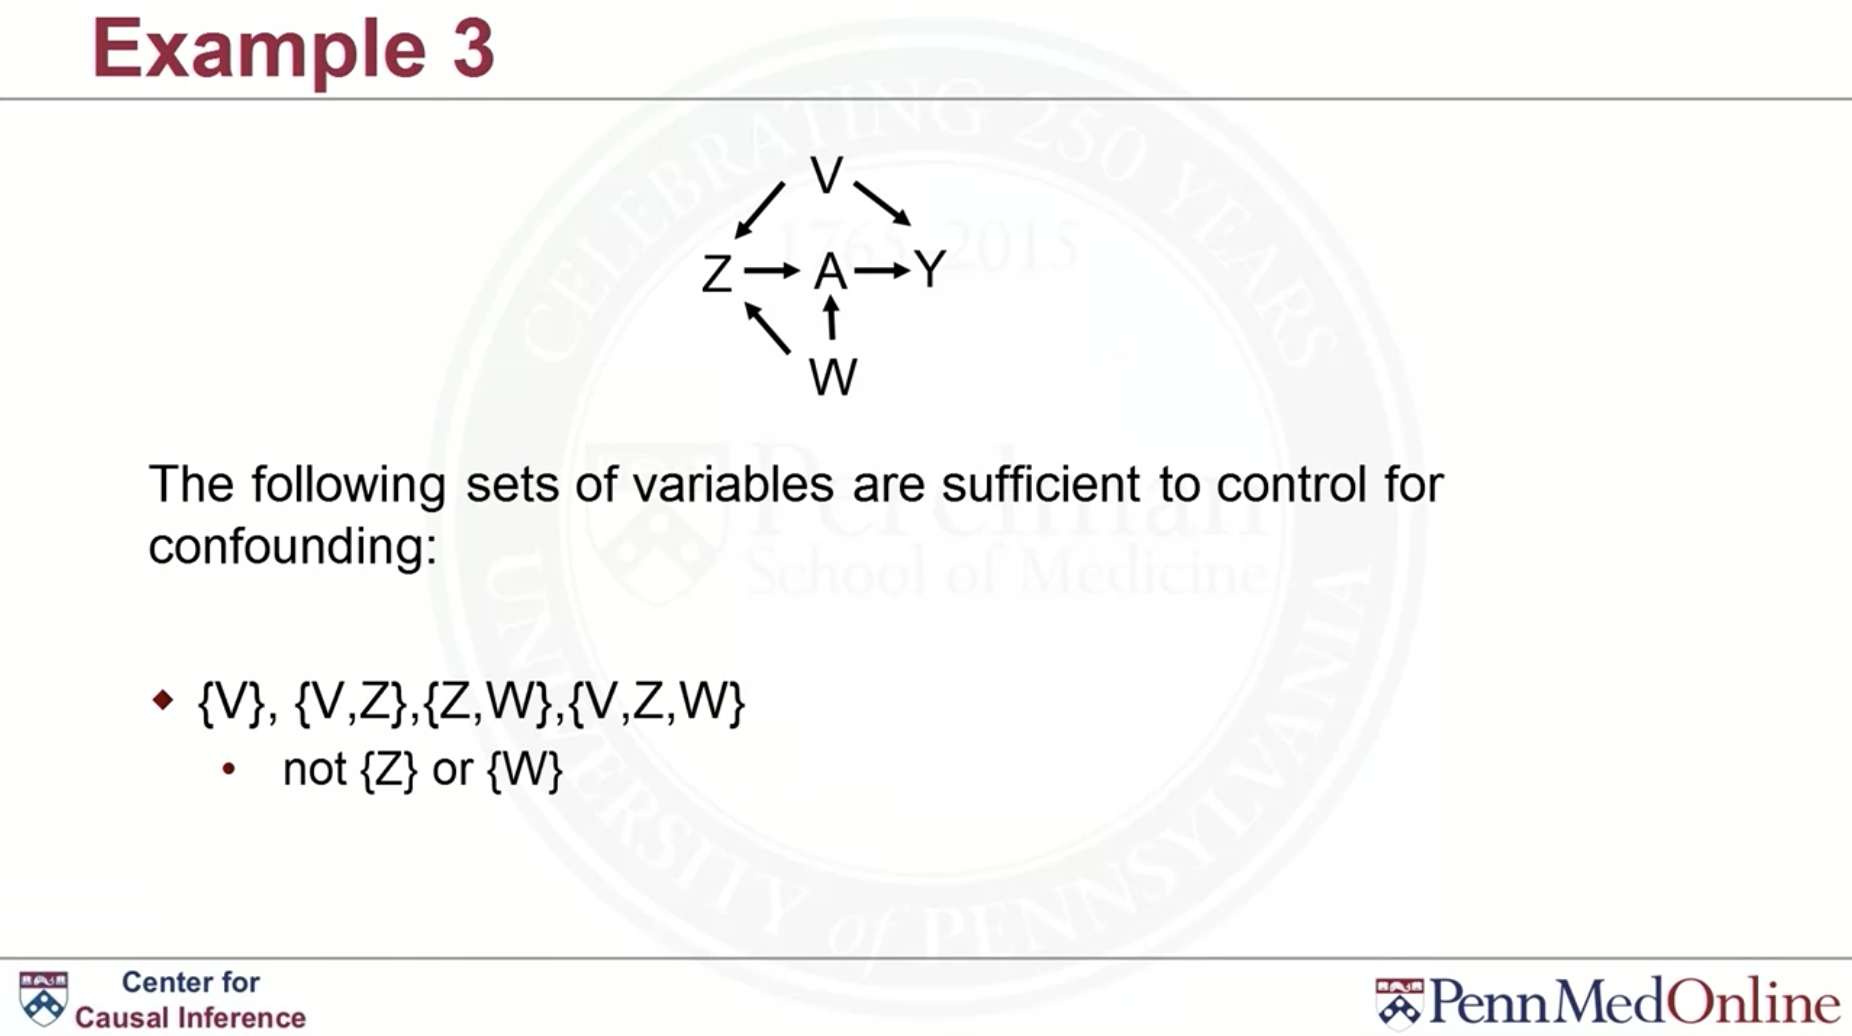 Example 3
V
Z A Y
W
The following sets of variables are sufficient to control for
confounding:
{V}, {V,Z},{Z,W},{V,Z,W}
not {Z} or {W}
CELEBRATING 250 YEARS
1765 2015
Perelman
School of Medicine
UNIVERSITY of PENNSYLVANIA
Center for
Causal Inference
PennMedOnline